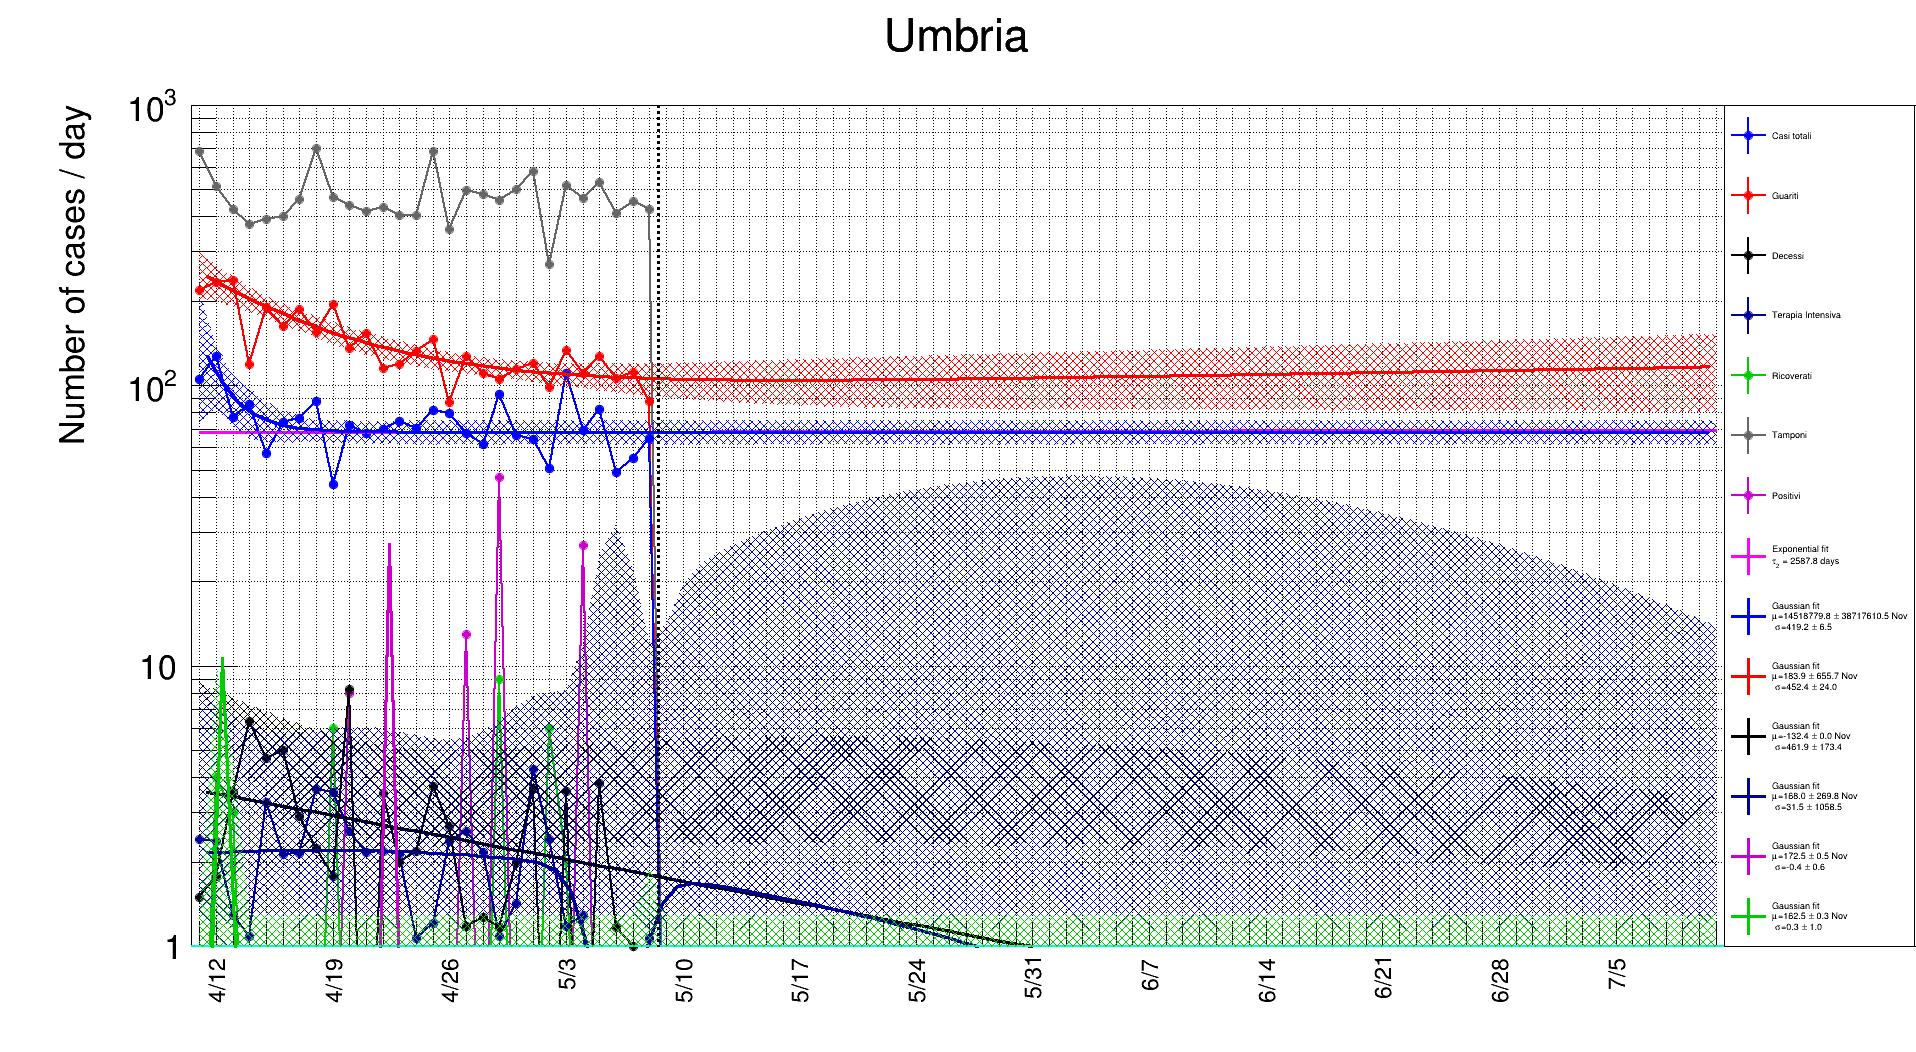 Umbria
Number of cases / day
10³
10²
10
1
4/12
4/19
4/26
5/3
5/10
5/17
5/24
5/31
6/7
6/14
6/21
6/28
7/5
Casi totali
Guariti
Decessi
Terapia Intensiva
Ricoverati
Tamponi
Positivi
Exponential fit
τ₂ = 2587.8 days
Gaussian fit
μ=14518779.8 ± 38717610.5 Nov
σ=419.2 ± 6.5
Gaussian fit
μ=183.9 ± 655.7 Nov
σ=452.4 ± 24.0
Gaussian fit
μ=-132.4 ± 0.0 Nov
σ=461.9 ± 173.4
Gaussian fit
μ=168.0 ± 269.8 Nov
σ=31.5 ± 1058.5
Gaussian fit
μ=172.5 ± 0.5 Nov
σ=-0.4 ± 0.6
Gaussian fit
μ=162.5 ± 0.3 Nov
σ=0.3 ± 1.0